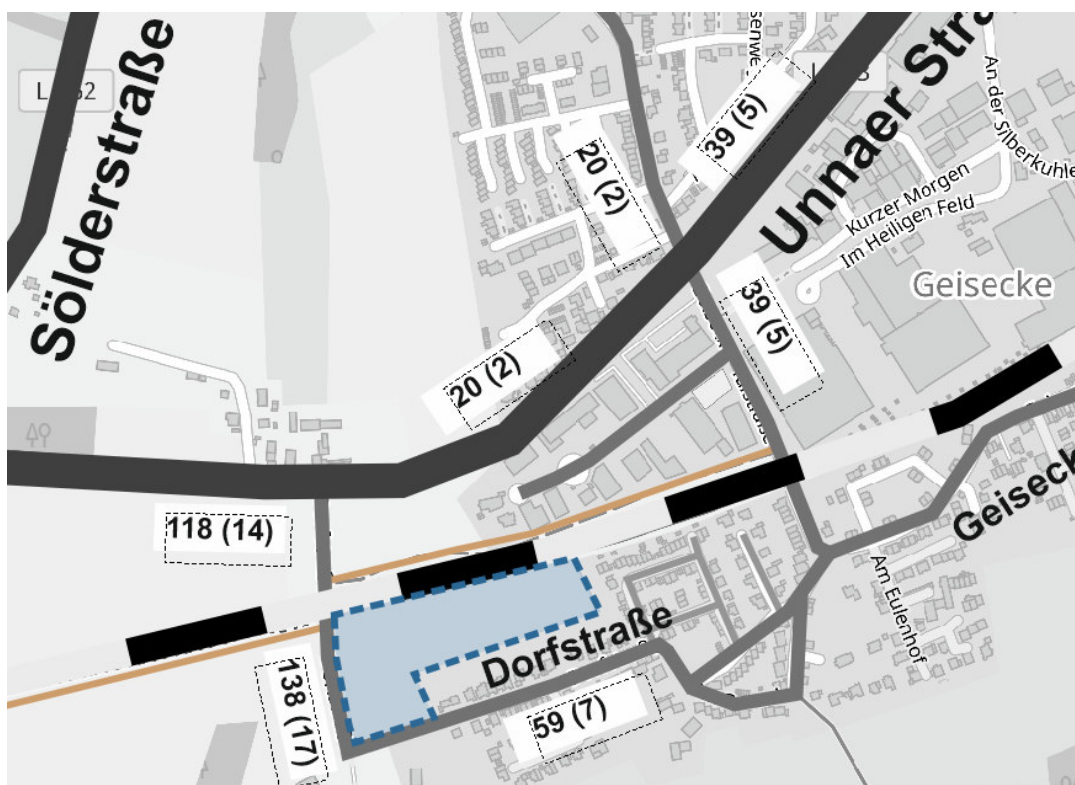 Sölderstraße
Unnaer Stra
39 (5)
20 (2)
An der Silberkuhle
Kurzer Morgen
Im Heiligen Feld
Geisecke
39 (5)
20 (2)
118 (14)
Geiseck
Am Eulenhof
Dorfstraße
138 (17)
59 (7)